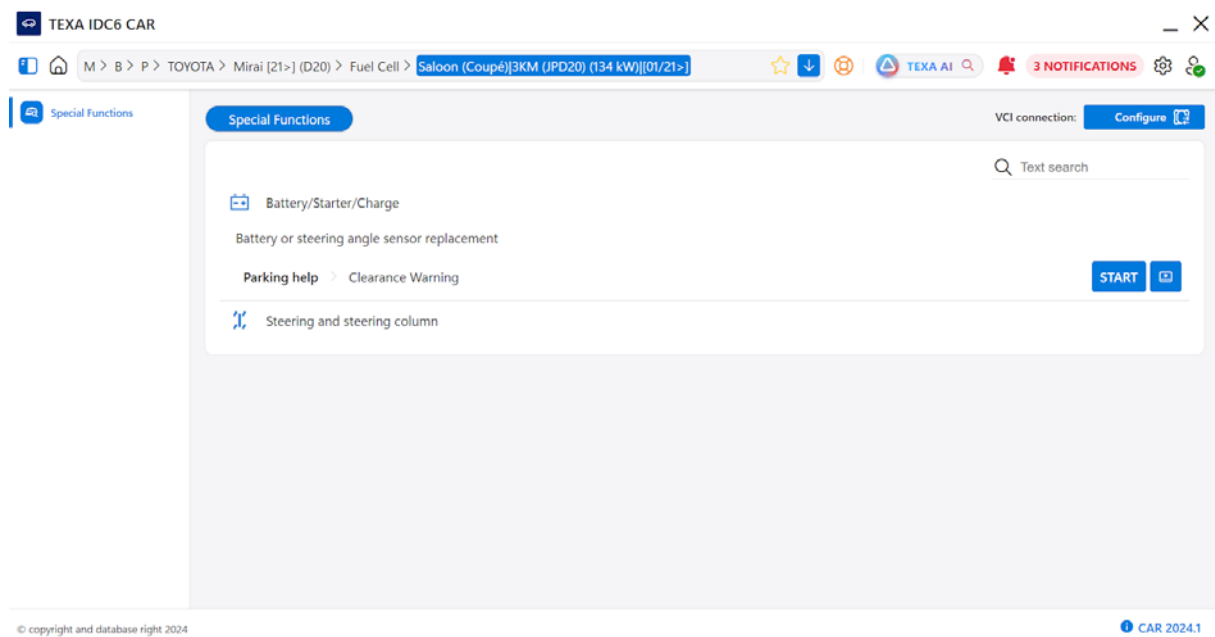 TEXA IDC6 CAR
M > B > P > TOYOTA > Mirai [21>] (D20) > Fuel Cell > Saloon (Coupé)|3KM (JPD20) (134 kW)|[01/21>]
TEXA AI
3 NOTIFICATIONS
Special Functions
Special Functions
VCI connection:
Configure
Text search
Battery/Starter/Charge
Battery or steering angle sensor replacement
Parking help > Clearance Warning
START
Steering and steering column
© copyright and database right 2024
CAR 2024.1